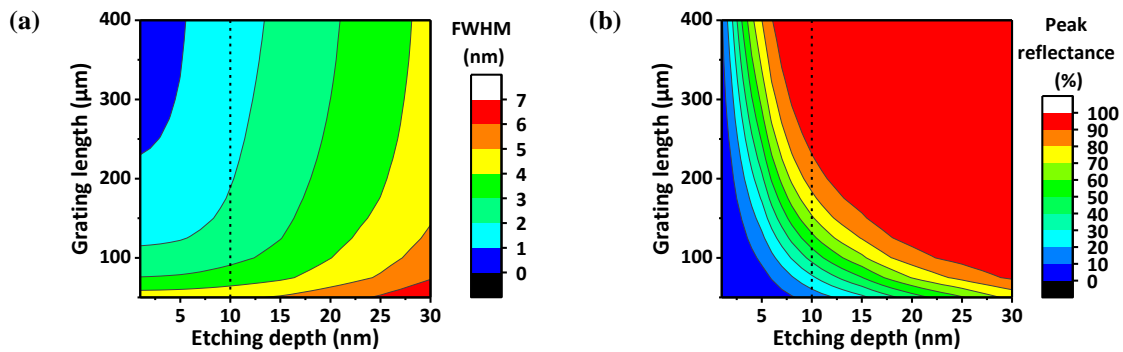 (a)
400
300
200
100
Grating length (μm)
5 10 15 20 25 30
Etching depth (nm)
FWHM
(nm)
7
6
5
4
3
2
1
0
(b)
400
300
200
100
Grating length (μm)
5 10 15 20 25 30
Etching depth (nm)
Peak
reflectance
(%)
100
90
80
70
60
50
40
30
20
10
0